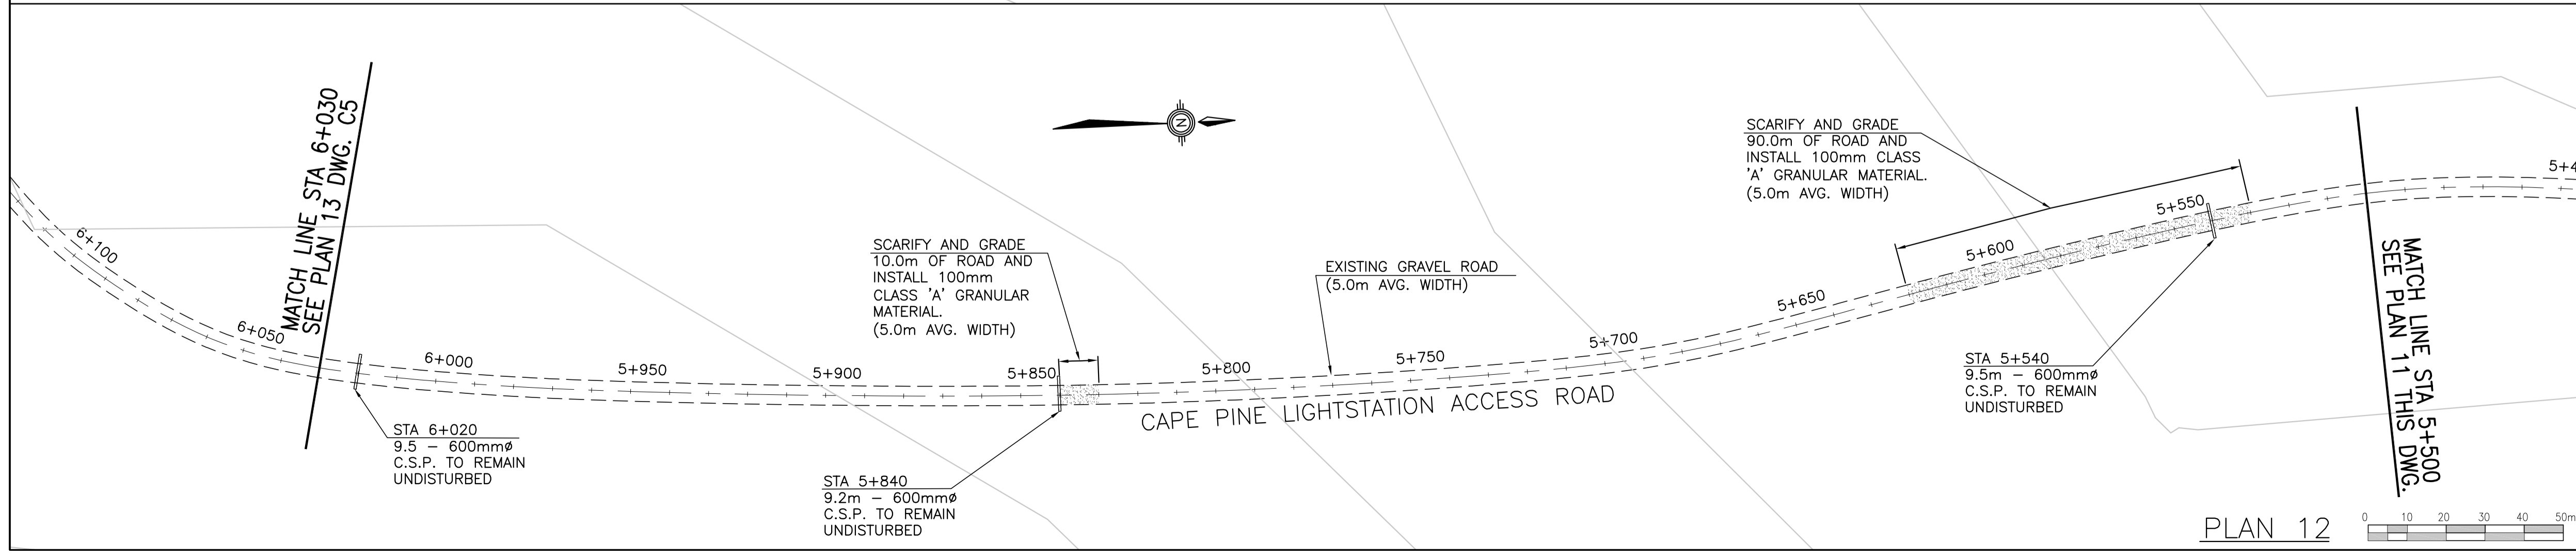 MATCH LINE STA 6+030
SEE PLAN 13 DWG. C5
6+100
6+050
6+000
5+950
5+900
5+850
5+800
5+750
5+700
5+650
5+600
5+550
5+4
N
SCARIFY AND GRADE
10.0m OF ROAD AND
INSTALL 100mm
CLASS 'A' GRANULAR
MATERIAL.
(5.0m AVG. WIDTH)
EXISTING GRAVEL ROAD
(5.0m AVG. WIDTH)
SCARIFY AND GRADE
90.0m OF ROAD AND
INSTALL 100mm CLASS
'A' GRANULAR MATERIAL.
(5.0m AVG. WIDTH)
CAPE PINE LIGHTSTATION ACCESS ROAD
STA 6+020
9.5 - 600mmø
C.S.P. TO REMAIN
UNDISTURBED
STA 5+840
9.2m - 600mmø
C.S.P. TO REMAIN
UNDISTURBED
STA 5+540
9.5m - 600mmø
C.S.P. TO REMAIN
UNDISTURBED
MATCH LINE STA 5+500
SEE PLAN 11 THIS DWG.
PLAN 12
0 10 20 30 40 50m